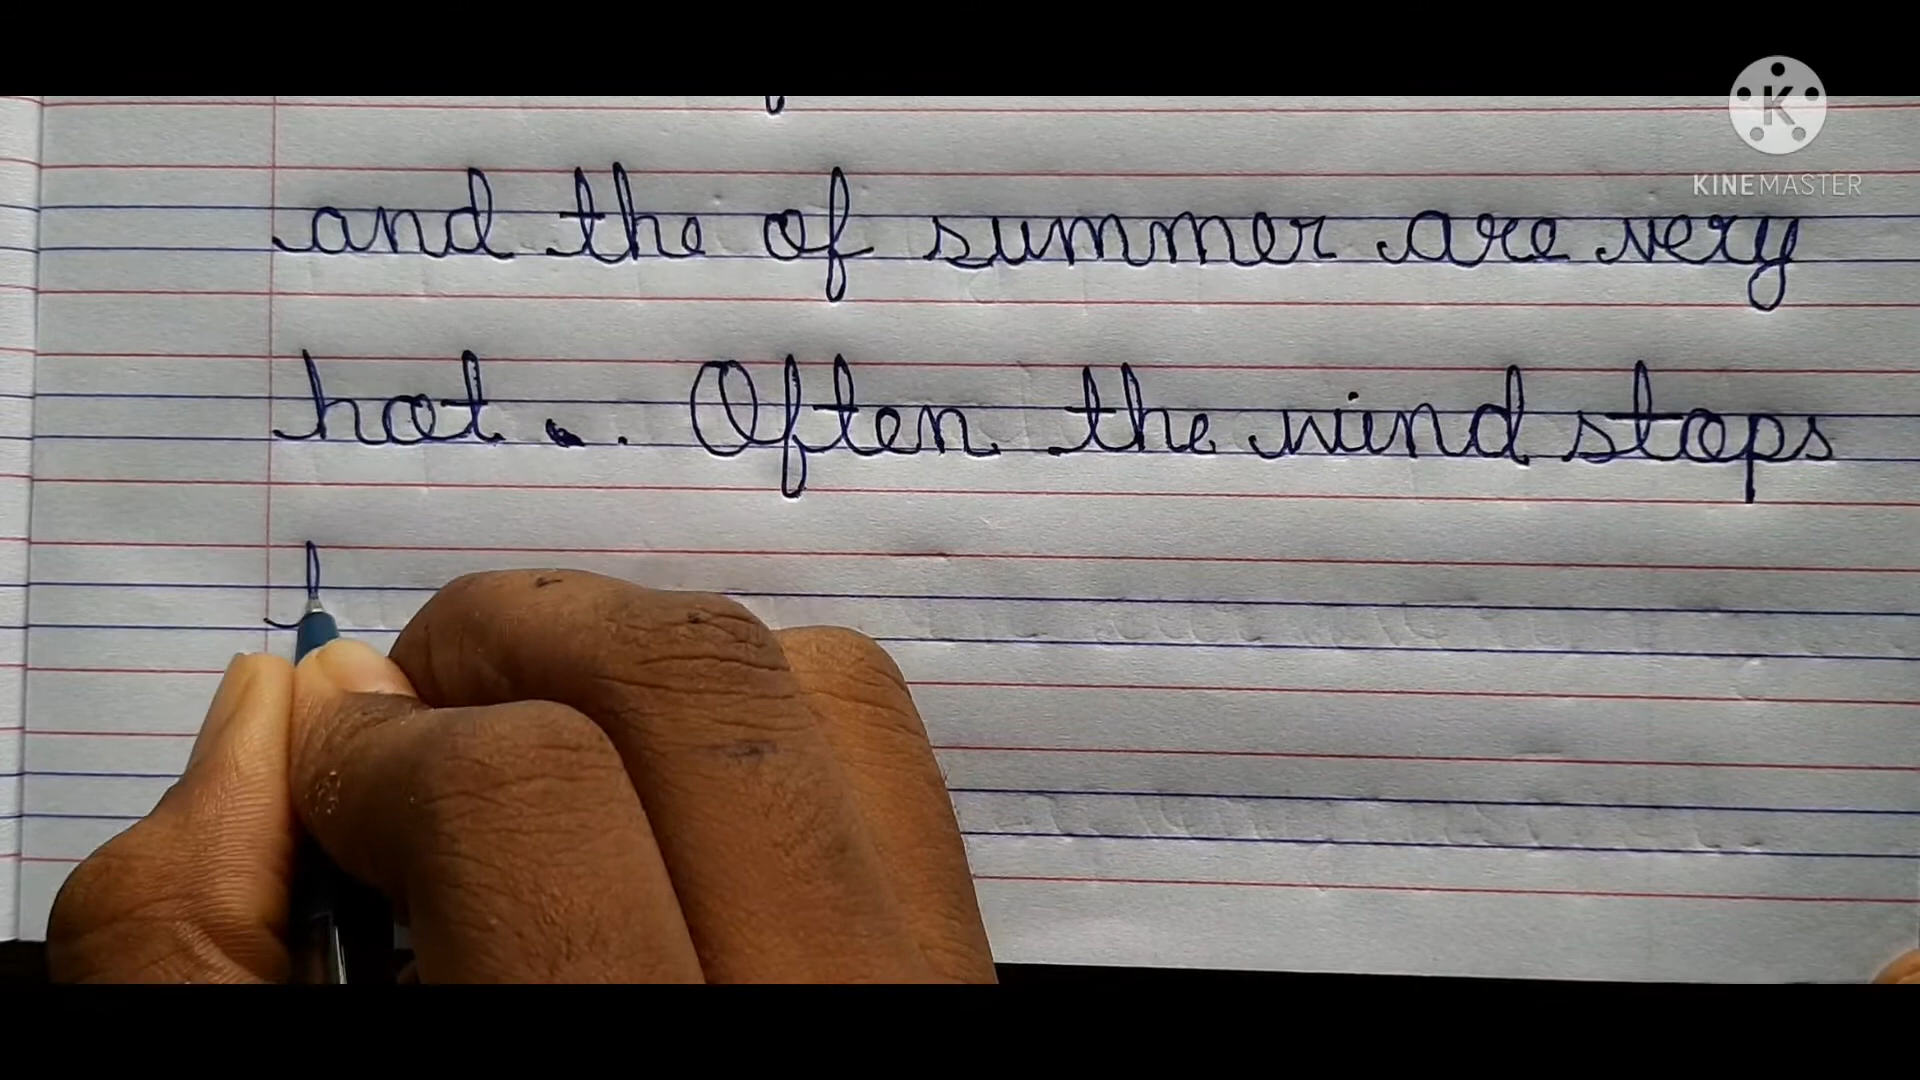 KINEMASTER
and the of summer are very
hot . Often the wind stops